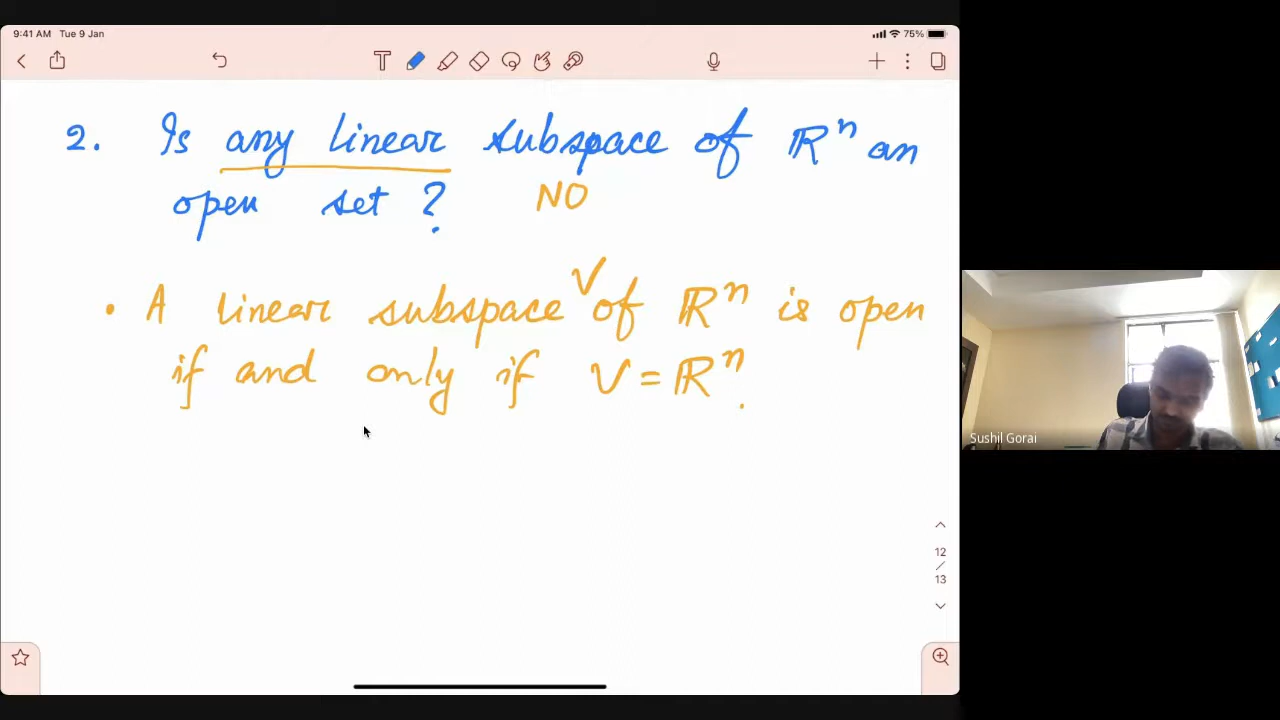 9:41 AM Tue 9 Jan 75%
2. Is any linear subspace of ℝⁿ an
open set ? NO
• A linear subspace V of ℝⁿ is open
if and only if V = ℝⁿ.
Sushil Gorai
12
/
13